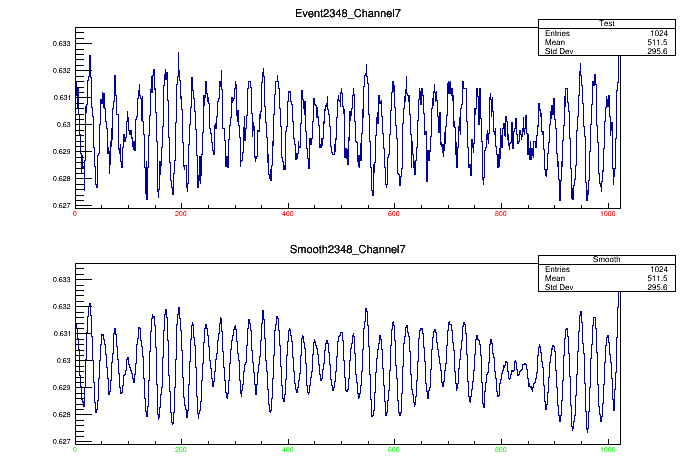 Event2348_Channel7
Test
Entries 1024
Mean 511.5
Std Dev 295.6
0.633
0.632
0.631
0.63
0.629
0.628
0.627
0 200 400 600 800 1000
Smooth2348_Channel7
Smooth
Entries 1024
Mean 511.5
Std Dev 295.6
0.633
0.632
0.631
0.63
0.629
0.628
0.627
0 200 400 600 800 1000